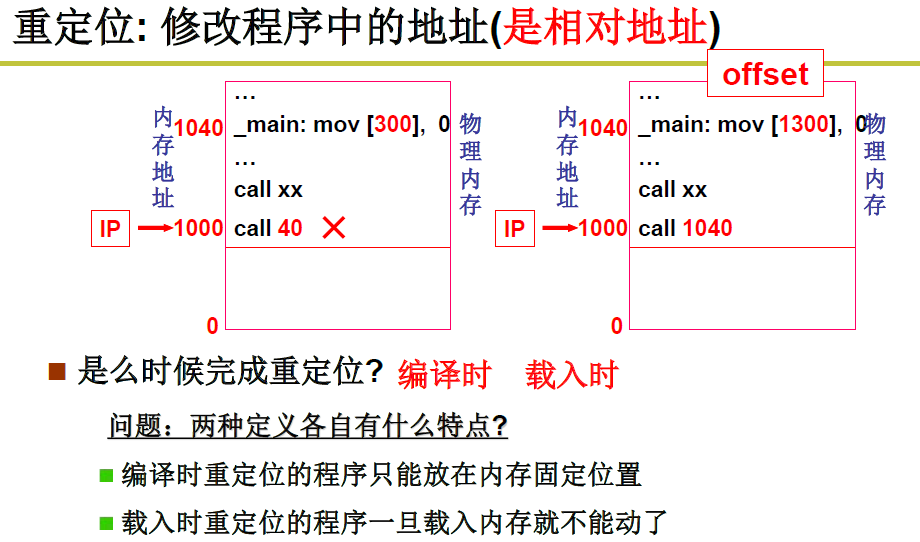 重定位: 修改程序中的地址(是相对地址)
offset
内存地址
物理内存
...
1040 _main: mov [300], 0
...
call xx
IP 1000 call 40 ×
0
内存地址
物理内存
...
1040 _main: mov [1300], 0
...
call xx
IP 1000 call 1040
0
是么时候完成重定位? 编译时 载入时
问题：两种定义各自有什么特点?
编译时重定位的程序只能放在内存固定位置
载入时重定位的程序一旦载入内存就不能动了